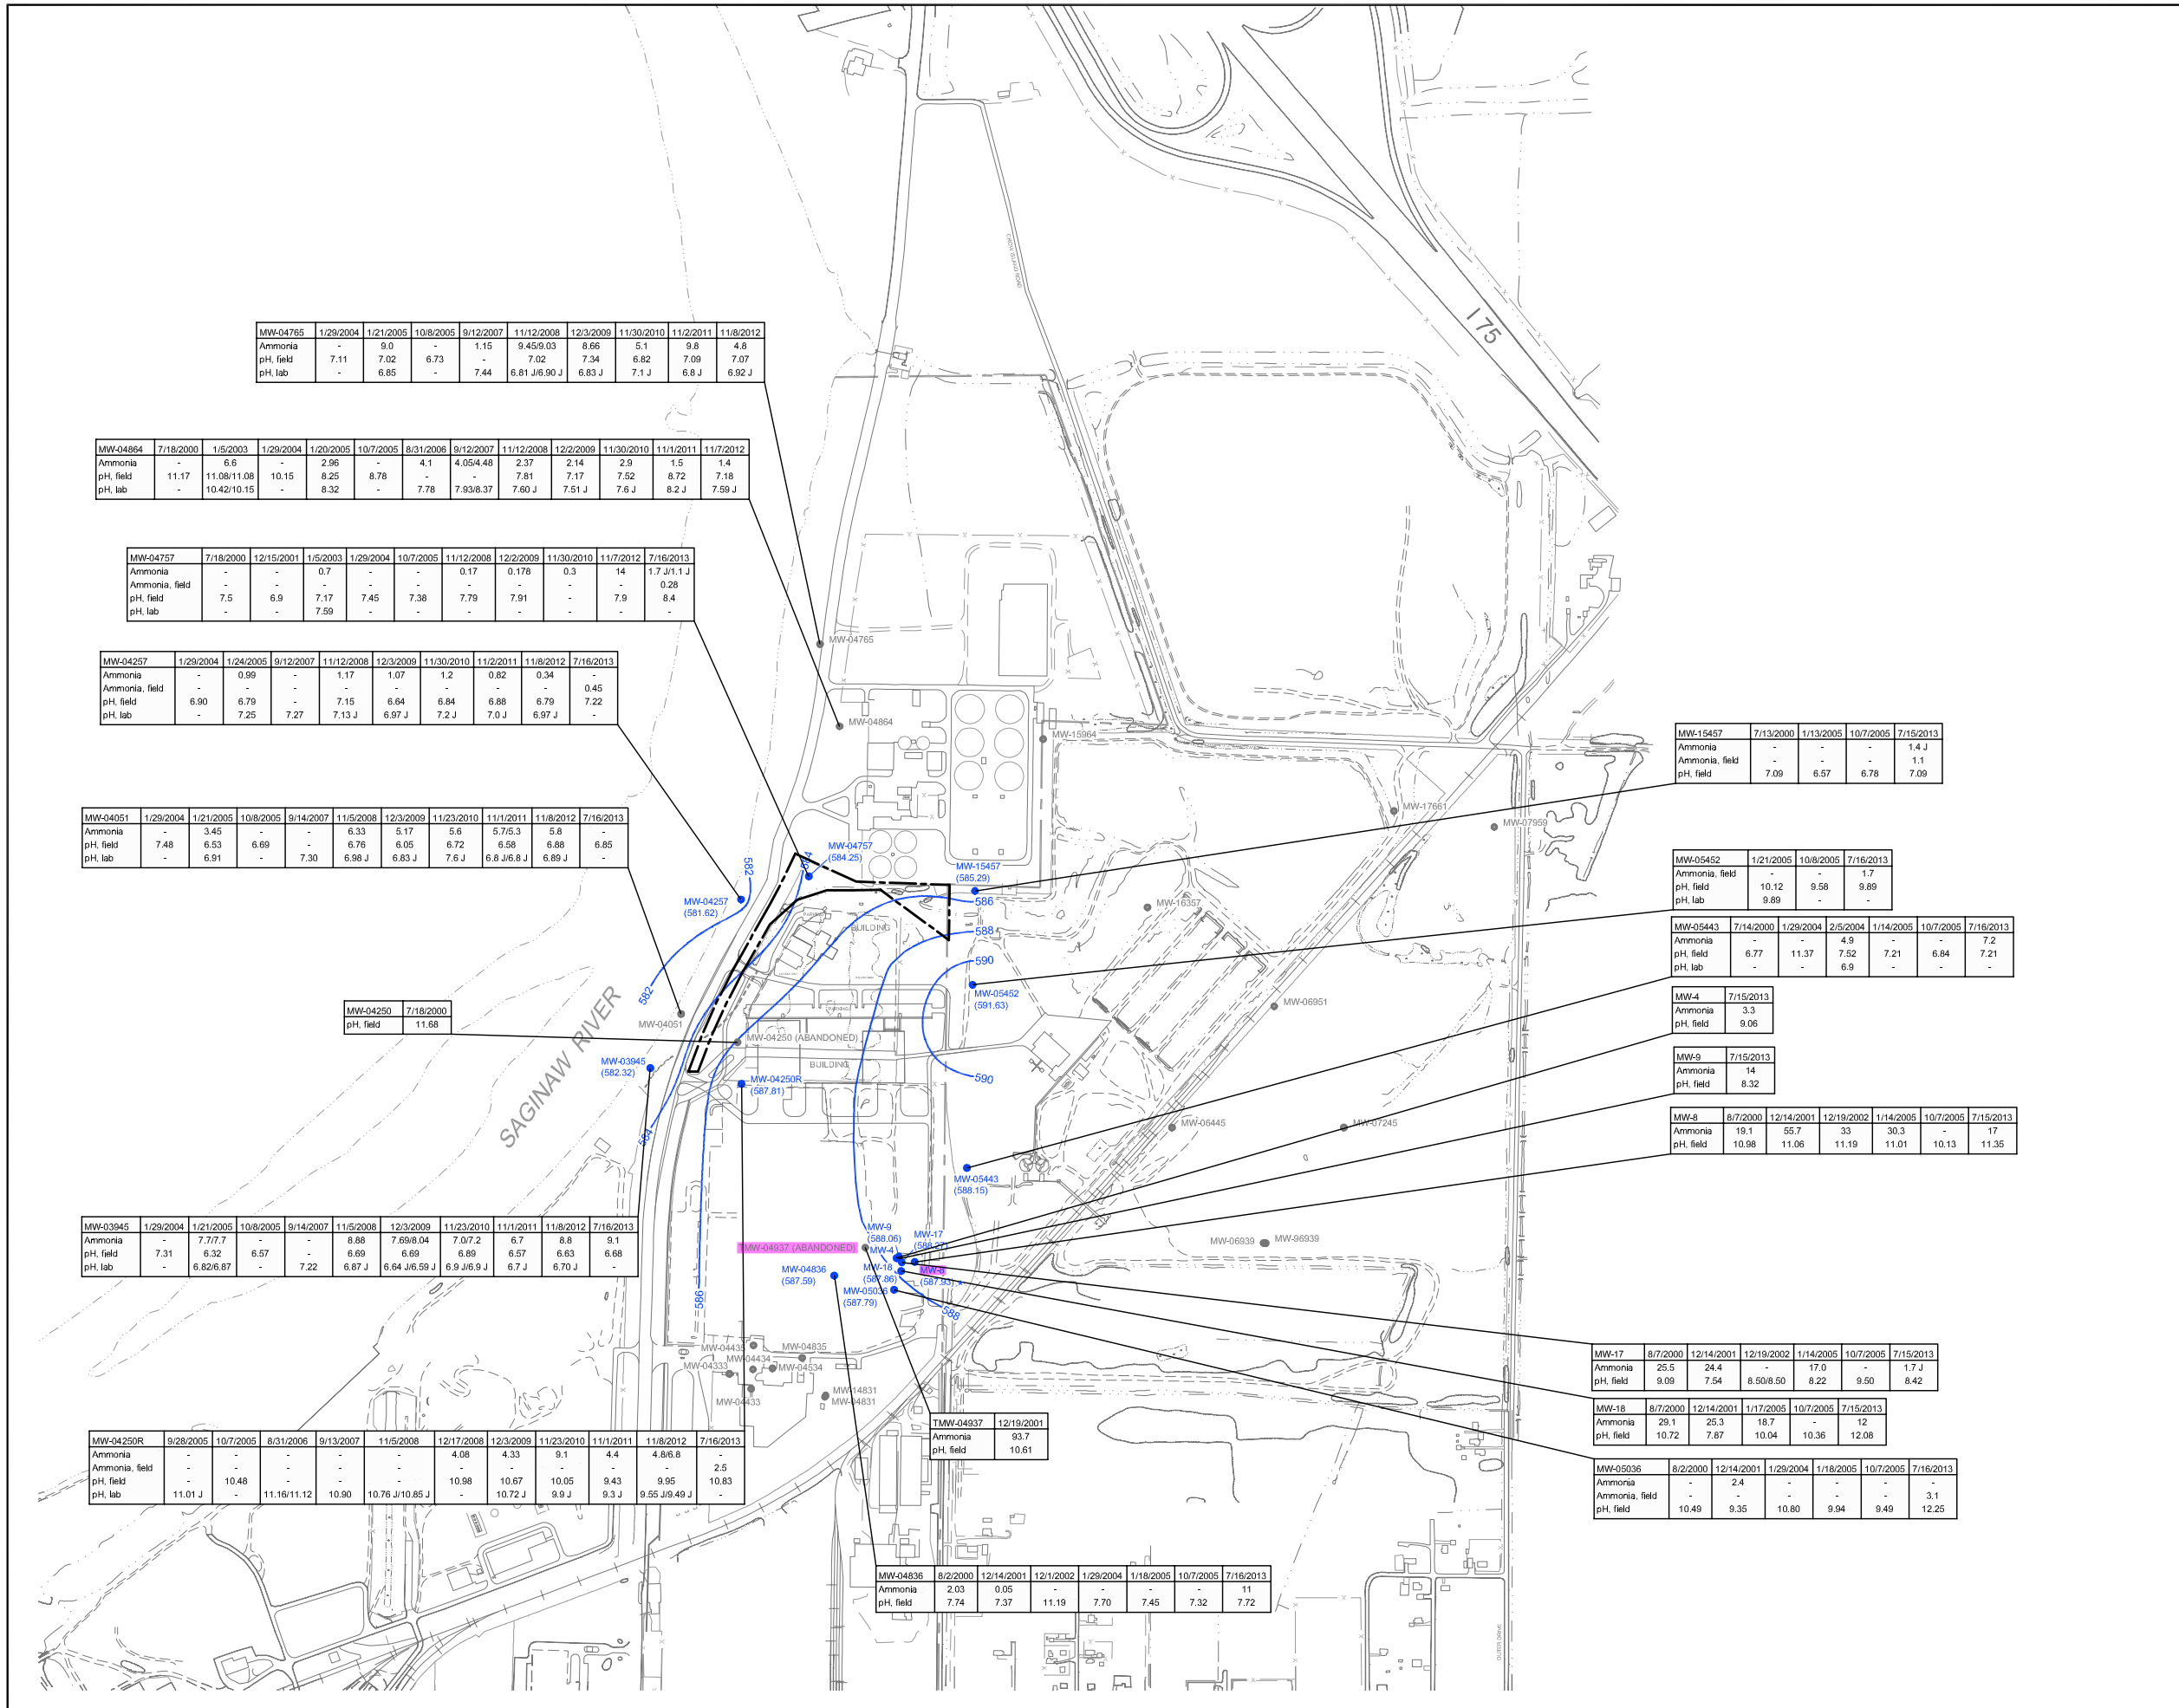 CROW ISLAND ROAD
I 75
MW-04765 1/29/2004 1/21/2005 10/8/2005 9/12/2007 11/12/2008 12/3/2009 11/30/2010 11/2/2011 11/8/2012
Ammonia - 9.0 - 1.15 9.45/9.03 8.66 5.1 9.8 4.8
pH, field 7.11 7.02 6.73 - 7.02 7.34 6.82 7.09 7.07
pH, lab - 6.85 - 7.44 6.81 J/6.90 J 6.83 J 7.1 J 6.8 J 6.92 J
MW-04864 7/18/2000 1/5/2003 1/29/2004 1/20/2005 10/7/2005 8/31/2006 9/12/2007 11/12/2008 12/2/2009 11/30/2010 11/1/2011 11/7/2012
Ammonia - 6.6 - 2.96 - 4.1 4.05/4.48 2.37 2.14 2.9 1.5 1.4
pH, field 11.17 11.08/11.08 10.15 8.25 8.78 - - 7.81 7.17 7.52 8.72 7.18
pH, lab - 10.42/10.15 - 8.32 - 7.78 7.93/8.37 7.60 J 7.51 J 7.6 J 8.2 J 7.59 J
MW-04757 7/18/2000 12/15/2001 1/5/2003 1/29/2004 10/7/2005 11/12/2008 12/2/2009 11/30/2010 11/7/2012 7/16/2013
Ammonia - - 0.7 - - 0.17 0.178 0.3 14 1.7 J/1.1 J
Ammonia, field - - - - - - - - - 0.28
pH, field 7.5 6.9 7.17 7.45 7.38 7.79 7.91 - 7.9 8.4
pH, lab - - 7.59 - - - - - - -
MW-04257 1/29/2004 1/24/2005 9/12/2007 11/12/2008 12/3/2009 11/30/2010 11/2/2011 11/8/2012 7/16/2013
Ammonia - 0.99 - 1.17 1.07 1.2 0.82 0.34 -
Ammonia, field - - - - - - - - 0.45
pH, field 6.90 6.79 - 7.15 6.64 6.84 6.88 6.79 7.22
pH, lab - 7.25 7.27 7.13 J 6.97 J 7.2 J 7.0 J 6.97 J -
MW-04051 1/29/2004 1/21/2005 10/8/2005 9/14/2007 11/5/2008 12/3/2009 11/23/2010 11/1/2011 11/8/2012 7/16/2013
Ammonia - 3.45 - - 6.33 5.17 5.6 5.7/5.3 5.8 -
pH, field 7.48 6.53 6.69 - 6.76 6.05 6.72 6.58 6.88 6.85
pH, lab - 6.91 - 7.30 6.98 J 6.83 J 7.6 J 6.8 J/6.8 J 6.89 J -
MW-04250 7/18/2000
pH, field 11.68
MW-03945 1/29/2004 1/21/2005 10/8/2005 9/14/2007 11/5/2008 12/3/2009 11/23/2010 11/1/2011 11/8/2012 7/16/2013
Ammonia - 7.7/7.7 - - 8.88 7.69/8.04 7.0/7.2 6.7 8.8 9.1
pH, field 7.31 6.32 6.57 - 6.69 6.69 6.89 6.57 6.63 6.68
pH, lab - 6.82/6.87 - 7.22 6.87 J 6.64 J/6.59 J 6.9 J/6.9 J 6.7 J 6.70 J -
MW-04250R 9/28/2005 10/7/2005 8/31/2006 9/13/2007 11/5/2008 12/17/2008 12/3/2009 11/23/2010 11/1/2011 11/8/2012 7/16/2013
Ammonia - - - - - 4.08 4.33 9.1 4.4 4.8/6.8 -
Ammonia, field - - - - - - - - - - 2.5
pH, field - 10.48 - - - 10.98 10.67 10.05 9.43 9.95 10.83
pH, lab 11.01 J - 11.16/11.12 10.90 10.76 J/10.85 J - 10.72 J 9.9 J 9.3 J 9.55 J/9.49 J -
MW-04765
MW-04864
MW-15964
MW-17661
MW-07959
MW-04757
(584.25)
MW-15457
(585.29)
MW-04257
(581.62)
MW-16357
582
584
586
588
590
BUILDING
MW-05452
(591.63)
MW-06951
582
SAGINAW RIVER
MW-04051
PARKING
MW-04250 (ABANDONED)
BUILDING
MW-03945
(582.32)
MW-04250R
(587.81)
590
584
MW-06445
MW-07245
MW-05443
(588.15)
MW-9
(588.06)
MW-17
(588.27)
MW-4
TMW-04937 (ABANDONED)
MW-06939
MW-96939
MW-04836
(587.59)
MW-18
(587.86)
MW-8
(587.93) *
MW-05036
(587.79)
586
588
MW-04435
MW-04835
MW-04434
MW-04333
MW-04534
MW-04433
MW-14831
MW-04831
OUTER DRIVE
MW-15457 7/13/2000 1/13/2005 10/7/2005 7/15/2013
Ammonia - - - 1.4 J
Ammonia, field - - - 1.1
pH, field 7.09 6.57 6.78 7.09
MW-05452 1/21/2005 10/8/2005 7/16/2013
Ammonia, field - - 1.7
pH, field 10.12 9.58 9.89
pH, lab 9.89 - -
MW-05443 7/14/2000 1/29/2004 2/5/2004 1/14/2005 10/7/2005 7/16/2013
Ammonia - - 4.9 - - 7.2
pH, field 6.77 11.37 7.52 7.21 6.84 7.21
pH, lab - - 6.9 - - -
MW-4 7/15/2013
Ammonia 3.3
pH, field 9.06
MW-9 7/15/2013
Ammonia 14
pH, field 8.32
MW-8 8/7/2000 12/14/2001 12/19/2002 1/14/2005 10/7/2005 7/15/2013
Ammonia 19.1 55.7 33 30.3 - 17
pH, field 10.98 11.06 11.19 11.01 10.13 11.35
MW-17 8/7/2000 12/14/2001 12/19/2002 1/14/2005 10/7/2005 7/15/2013
Ammonia 25.5 24.4 - 17.0 - 1.7 J
pH, field 9.09 7.54 8.50/8.50 8.22 9.50 8.42
MW-18 8/7/2000 12/14/2001 1/17/2005 10/7/2005 7/15/2013
Ammonia 29.1 25.3 18.7 - 12
pH, field 10.72 7.87 10.04 10.36 12.08
MW-05036 8/2/2000 12/14/2001 1/29/2004 1/18/2005 10/7/2005 7/16/2013
Ammonia - 2.4 - - - -
Ammonia, field - - - - - 3.1
pH, field 10.49 9.35 10.80 9.94 9.49 12.25
TMW-04937 12/19/2001
Ammonia 93.7
pH, field 10.61
MW-04836 8/2/2000 12/14/2001 12/1/2002 1/29/2004 1/18/2005 10/7/2005 7/16/2013
Ammonia 2.03 0.05 - - - - 11
pH, field 7.74 7.37 11.19 7.70 7.45 7.32 7.72